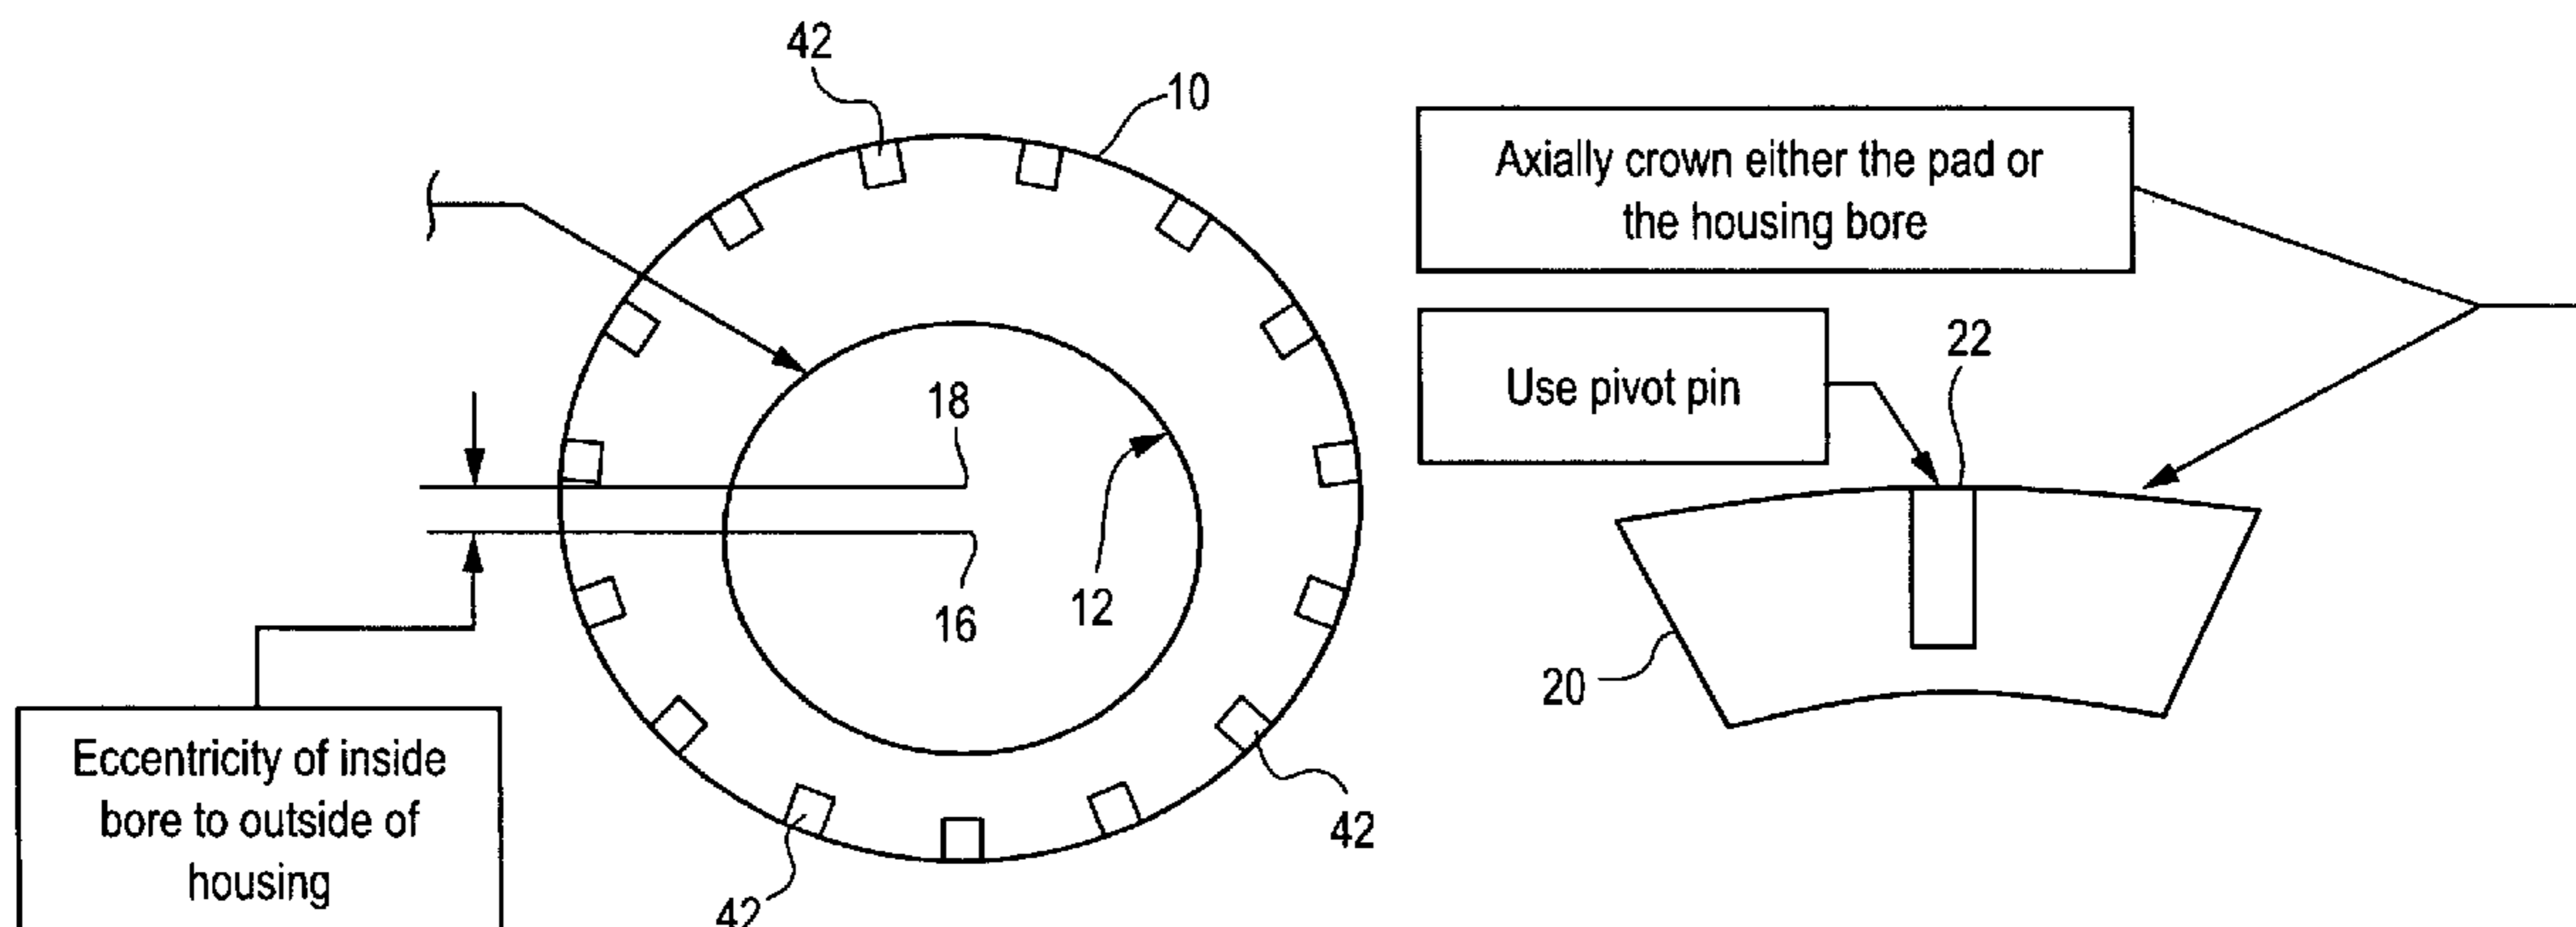 42
10
Axially crown either the pad or
the housing bore
Use pivot pin
22
18
16
12
20
Eccentricity of inside
bore to outside of
housing
42
42